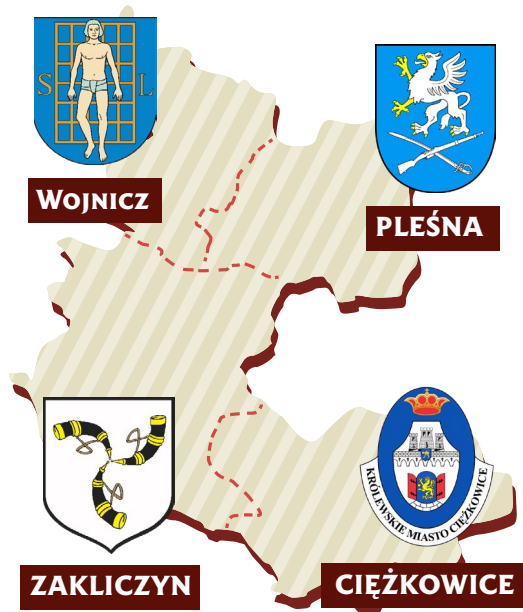 S L
WOJNICZ
PLEŚNA
KRÓLEWSKIE MIASTO CIĘŻKOWICE
ZAKLICZYN
CIĘŻKOWICE